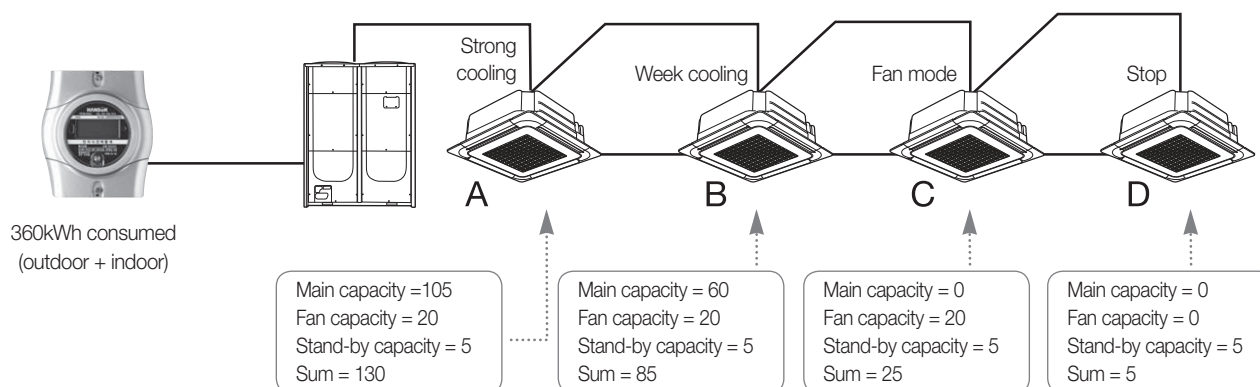 Strong
cooling
Week cooling
Fan mode
Stop
A
B
C
D
360kWh consumed
(outdoor + indoor)
Main capacity =105
Fan capacity = 20
Stand-by capacity = 5
Sum = 130
Main capacity = 60
Fan capacity = 20
Stand-by capacity = 5
Sum = 85
Main capacity = 0
Fan capacity = 20
Stand-by capacity = 5
Sum = 25
Main capacity = 0
Fan capacity = 0
Stand-by capacity = 5
Sum = 5